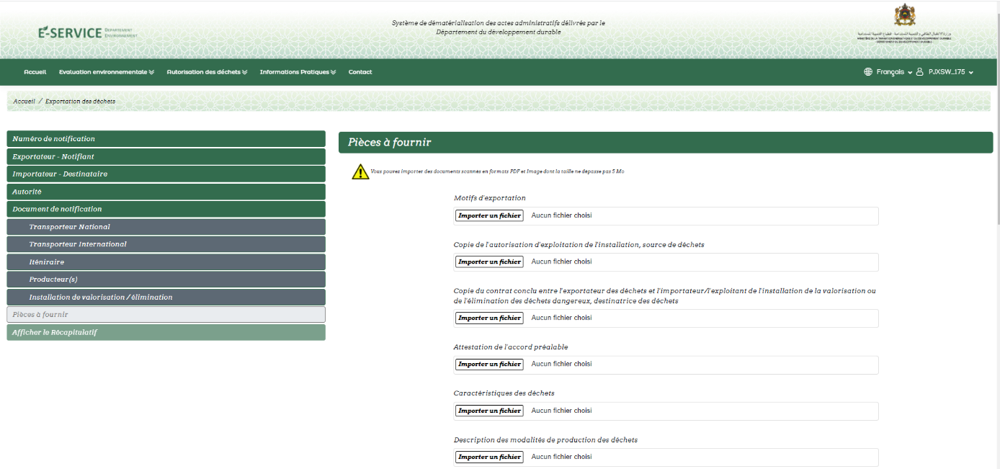 E-SERVICE DEPARTEMENT
ENVIRONNEMENT
Système de dématérialisation des actes administratifs délivrés par le
Département du développement durable
Accueil Evaluation environnementale Autorisation des déchets Informations Pratiques Contact
Français PJXSW_175
Accueil / Exportation des déchets
Numéro de notification
Exportateur - Notifiant
Importateur - Destinataire
Autorité
Document de notification
Transporteur National
Transporteur International
Iténiraire
Producteur(s)
Installation de valorisation / élimination
Pièces à fournir
Afficher le Récapitulatif
Pièces à fournir
Vous pouvez importer des documents scannés en formats PDF et Image dont la taille ne dépasse pas 5 Mo
Motifs d'exportation
Importer un fichier Aucun fichier choisi
Copie de l'autorisation d'exploitation de l'installation, source de déchets
Importer un fichier Aucun fichier choisi
Copie du contrat conclu entre l'exportateur des déchets et l'importateur/l'exploitant de l'installation de la valorisation ou
de l'élimination des déchets dangereux, destinatrice des déchets
Importer un fichier Aucun fichier choisi
Attestation de l'accord préalable
Importer un fichier Aucun fichier choisi
Caractéristiques des déchets
Importer un fichier Aucun fichier choisi
Description des modalités de production des déchets
Importer un fichier Aucun fichier choisi